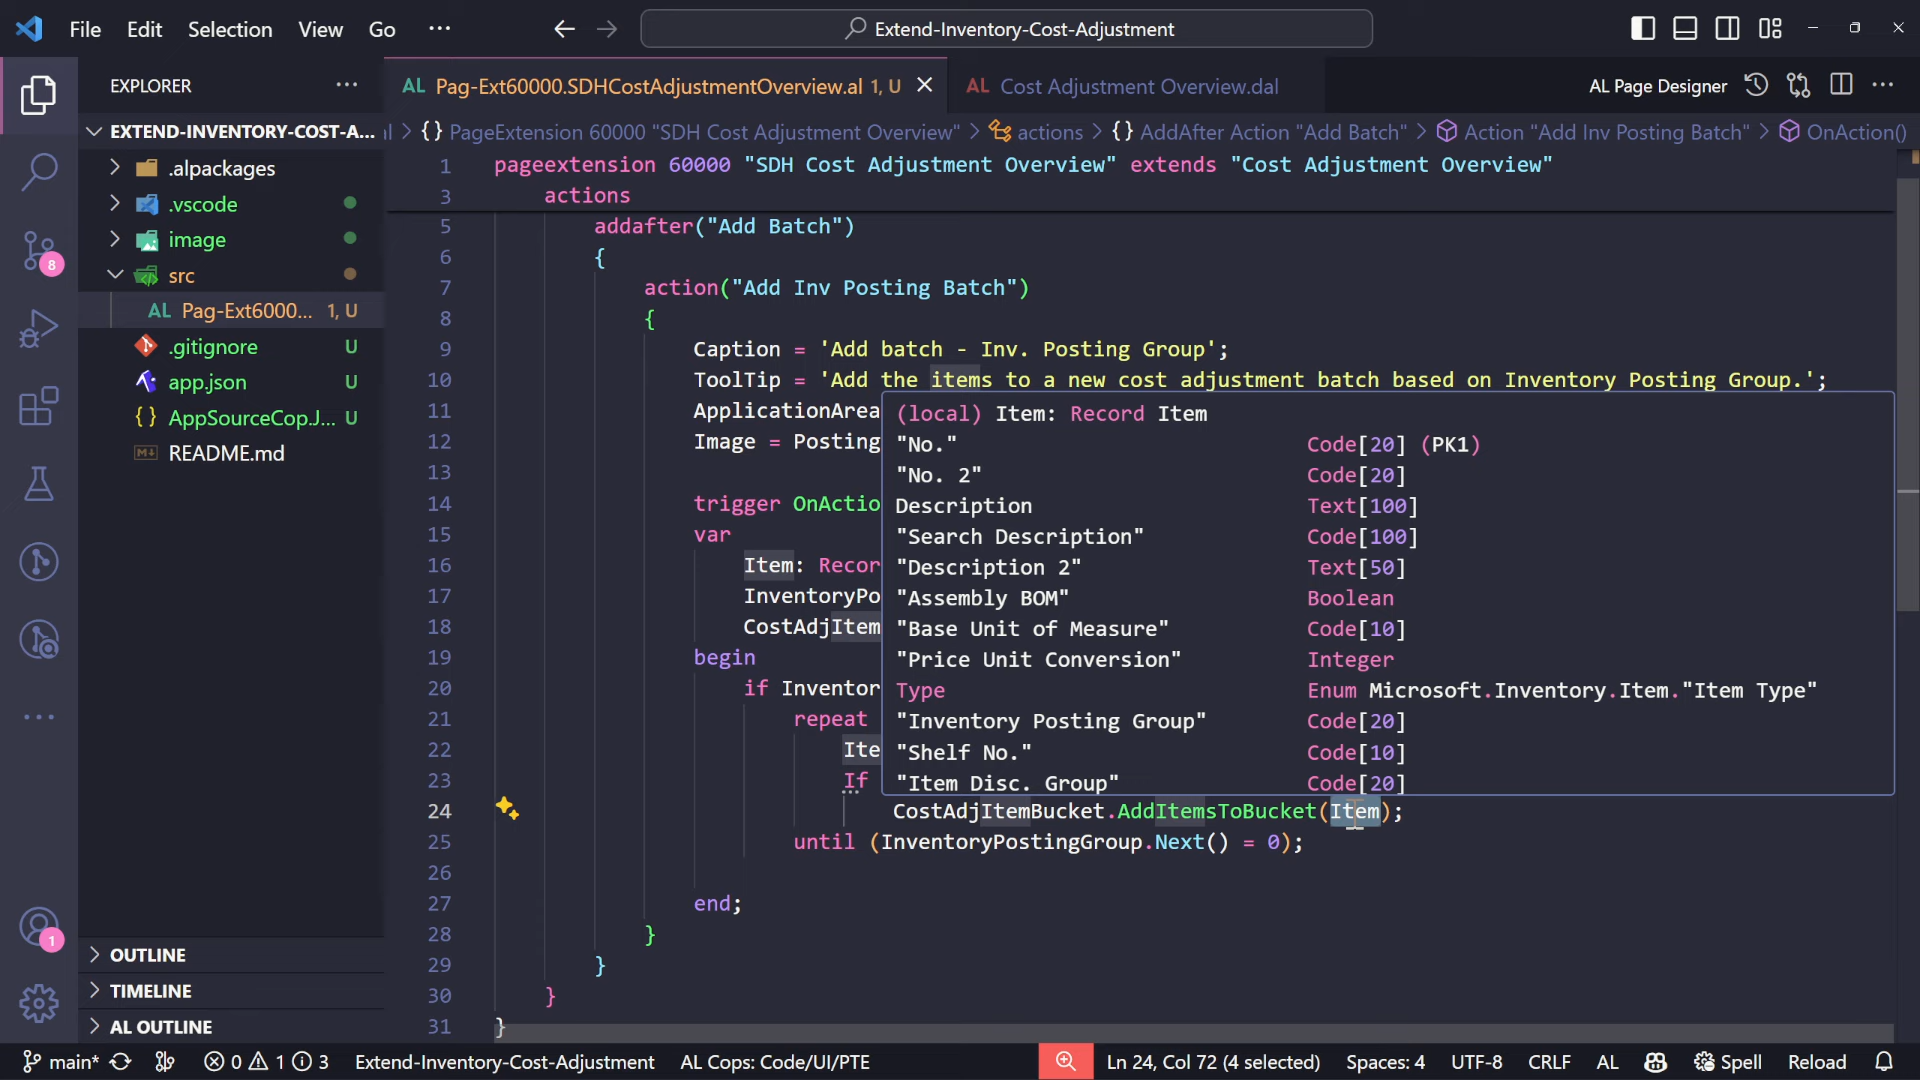 File Edit Selection View Go ···
Extend-Inventory-Cost-Adjustment
EXPLORER
EXTEND-INVENTORY-COST-A...
.alpackages
.vscode
image
src
AL Pag-Ext6000... 1, U
.gitignore U
app.json U
{} AppSourceCop.J... U
README.md
OUTLINE
TIMELINE
AL OUTLINE
8
1
AL Pag-Ext60000.SDHCostAdjustmentOverview.al 1, U
AL Cost Adjustment Overview.dal
AL Page Designer
al > {} PageExtension 60000 "SDH Cost Adjustment Overview" > actions > {} AddAfter Action "Add Batch" > Action "Add Inv Posting Batch" > OnAction()
1 pageextension 60000 "SDH Cost Adjustment Overview" extends "Cost Adjustment Overview"
3 actions
5 addafter("Add Batch")
6 {
7 action("Add Inv Posting Batch")
8 {
9 Caption = 'Add batch - Inv. Posting Group';
10 ToolTip = 'Add the items to a new cost adjustment batch based on Inventory Posting Group.';
11 ApplicationArea
12 Image = Posting
13
14 trigger OnActio
15 var
16 Item: Recor
17 InventoryPo
18 CostAdjItem
19 begin
20 if Inventor
21 repeat
22 Ite
23 If
24 CostAdjItemBucket.AddItemsToBucket(Item);
25 until (InventoryPostingGroup.Next() = 0);
26
27 end;
28 }
29 }
30 }
31 }
(local) Item: Record Item
"No." Code[20] (PK1)
"No. 2" Code[20]
Description Text[100]
"Search Description" Code[100]
"Description 2" Text[50]
"Assembly BOM" Boolean
"Base Unit of Measure" Code[10]
"Price Unit Conversion" Integer
Type Enum Microsoft.Inventory.Item."Item Type"
"Inventory Posting Group" Code[20]
"Shelf No." Code[10]
"Item Disc. Group" Code[20]
main* 0 1 3 Extend-Inventory-Cost-Adjustment AL Cops: Code/UI/PTE Ln 24, Col 72 (4 selected) Spaces: 4 UTF-8 CRLF AL Spell Reload